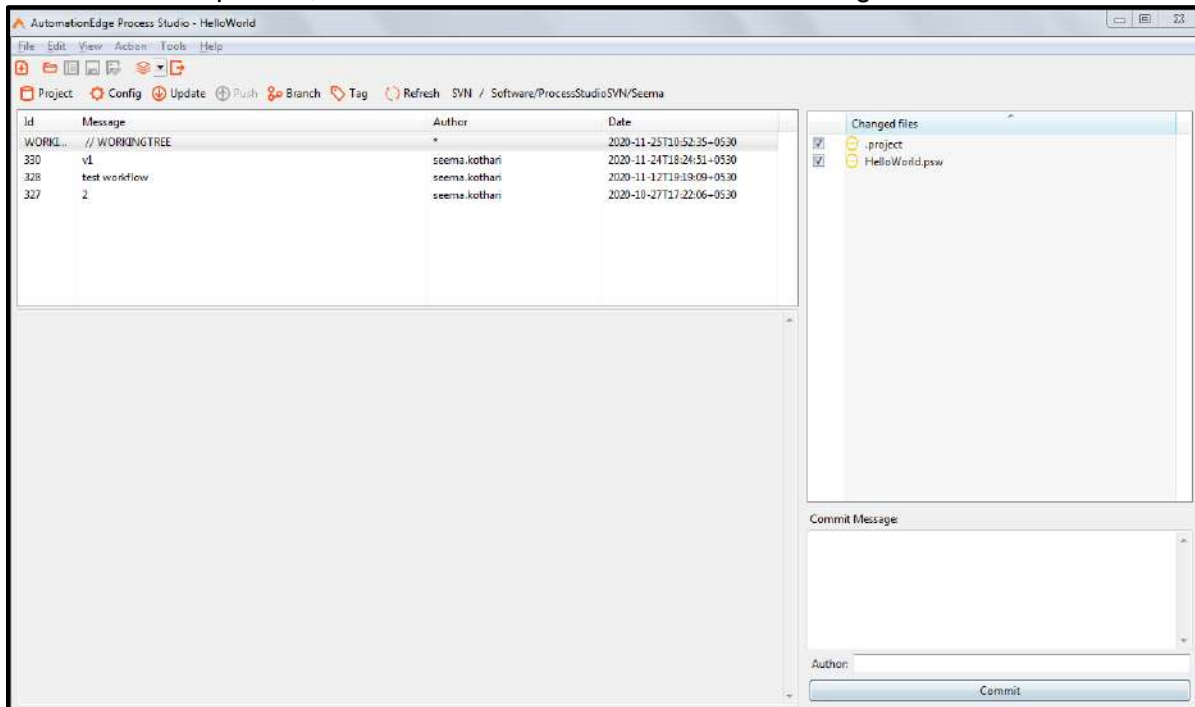 AutomationEdge Process Studio - HelloWorld
File Edit View Action Tools Help
Project Config Update Push Branch Tag Refresh SVN / Software/ProcessStudioSVN/Seema
Id Message Author Date
WORKI... // WORKINGTREE * 2020-11-25T10:52:35+0530
330 v1 seema.kothari 2020-11-24T18:24:51+0530
328 test workflow seema.kothari 2020-11-12T19:19:09+0530
327 2 seema.kothari 2020-10-27T17:22:06+0530
Changed files
.project
HelloWorld.psw
Commit Message:
Author:
Commit